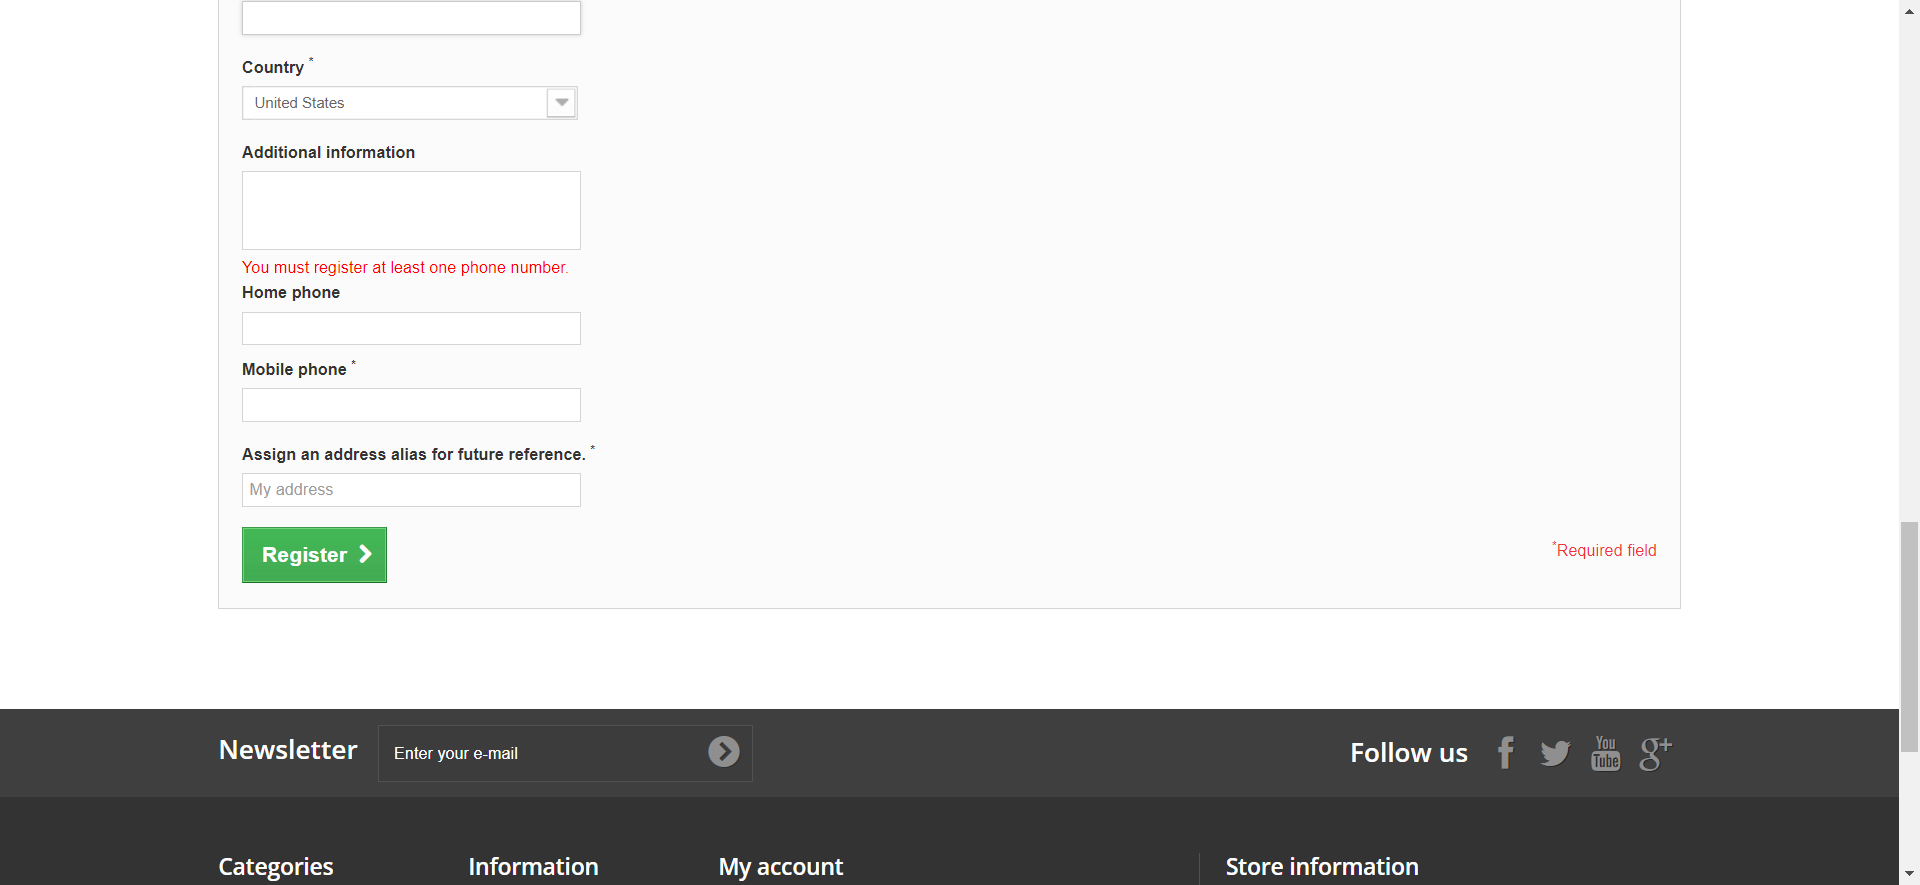 Country *
United States
Additional information
You must register at least one phone number.
Home phone
Mobile phone *
Assign an address alias for future reference. *
My address
Register
*Required field
Newsletter
Enter your e-mail
Follow us
You
Tube
g+
Categories
Information
My account
Store information